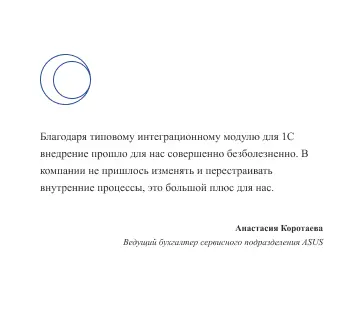 Благодаря типовому интеграционному модулю для 1С
внедрение прошло для нас совершенно безболезненно. В
компании не пришлось изменять и перестраивать
внутренние процессы, это большой плюс для нас.
Анастасия Коротаева
Ведущий бухгалтер сервисного подразделения ASUS